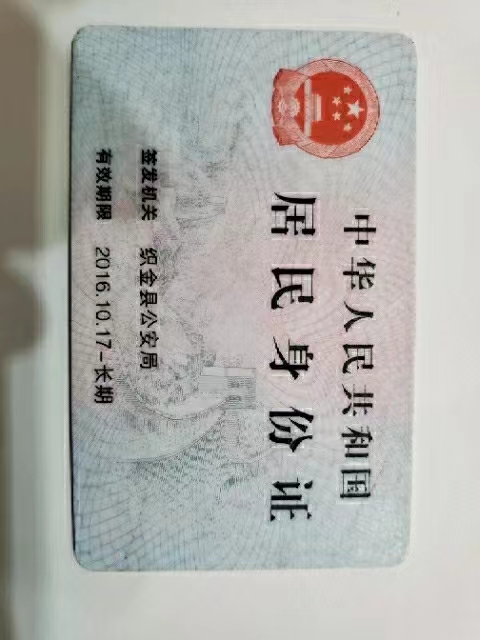 中华人民共和国
居民身份证
签发机关 织金县公安局
有效期限 2016.10.17-长期